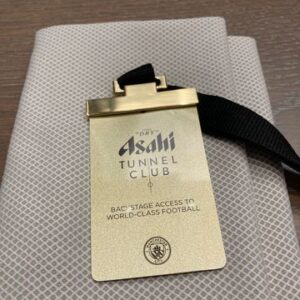 "DRY"
Asahi
TUNNEL
CLUB
BACKSTAGE ACCESS TO
WORLD-CLASS FOOTBALL